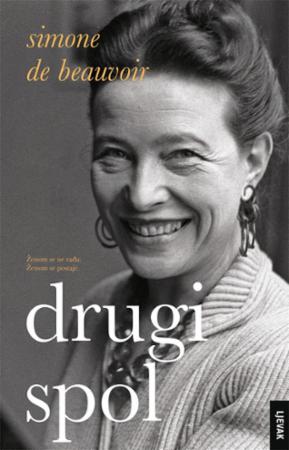 simone
de beauvoir
Ženom se ne rađa.
Ženom se postaje.
drugi
spol
LJEVAK